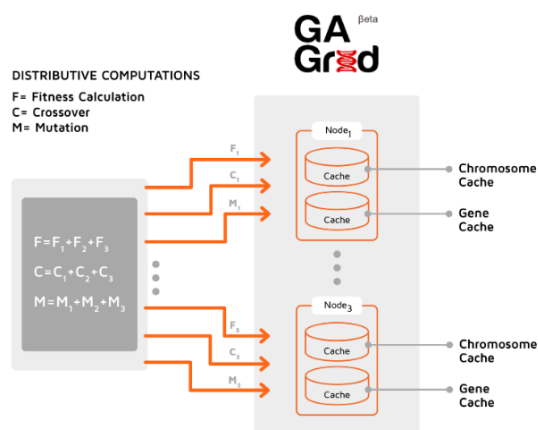 GA βeta
Grid
DISTRIBUTIVE COMPUTATIONS
F= Fitness Calculation
C= Crossover
M= Mutation
F=F₁+F₂+F₃
C=C₁+C₂+C₃
M=M₁+M₂+M₃
F₁
C₁
M₁
F₃
C₃
M₃
Node₁
Cache
Cache
Chromosome
Cache
Gene
Cache
Node₃
Cache
Cache
Chromosome
Cache
Gene
Cache